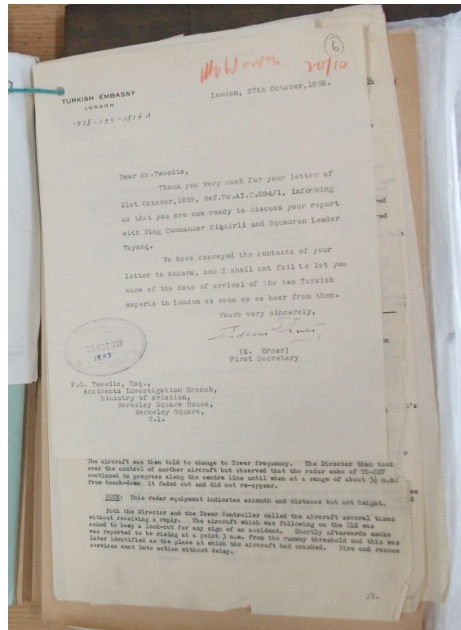 6
20/10
TURKISH EMBASSY
LONDON
London, 27th October, 1959.
Dear Mr.Tweedie,
Thank you very much for your letter of
21st October, 1959, Ref.No.AI.C.694/1, informing
us that you are now ready to discuss your report
with Wing Commander and Squadron Leader
We have conveyed the contents of your
letter to Ankara, and I shall not fail to let you
know of the date of arrival of the two Turkish
experts in London as soon as we hear from them.
Yours very sincerely,
First Secretary
Esq.,
Accidents Investigation Branch,
Ministry of Aviation,
Berkeley Square House,
Berkeley Square,
W.1.
The aircraft was then told to change to Tower frequency. The Director then took
over the control of another aircraft but observed that the radar echo of
continued to progress along the centre line until when at a range of about n.m.
from touch-down, it faded out and did not re-appear.
NOTE: This radar equipment indicates azimuth and distance but not height.
Both the Director and the Tower Controller called the aircraft several times
without receiving a reply. The aircraft which was following on the ILS was
asked to keep a look-out for any sign of an accident. Shortly afterwards smoke
was reported to be rising at a point 3 n.m. from the runway threshold and this was
later identified as the place at which the aircraft had crashed. Fire and rescue
services went into action without delay.